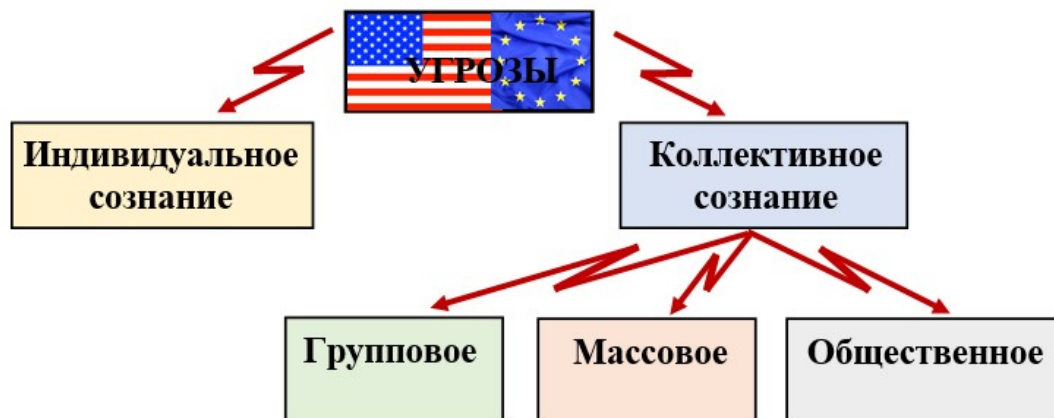 УГРОЗЫ
Индивидуальное
сознание
Коллективное
сознание
Групповое
Массовое
Общественное